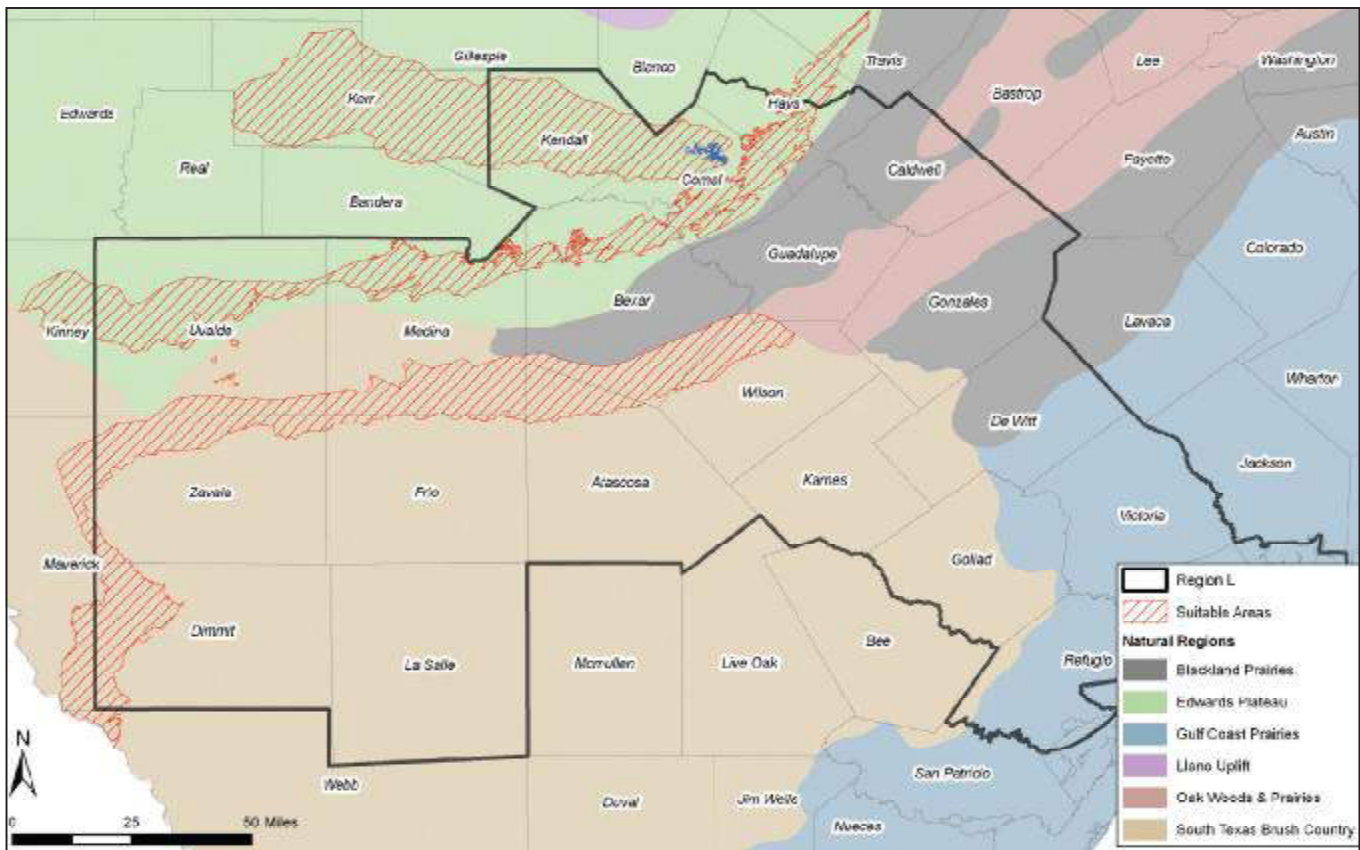 Gillespie
Blanco
Travis
Lee
Washington
Kerr
Hays
Bastrop
Edwards
Kendall
Austin
Real
Comal
Caldwell
Fayette
Bandera
Guadalupe
Colorado
Bexar
Gonzales
Kinney
Uvalde
Medina
Lavaca
Wilson
Wharton
De Witt
Zavala
Frio
Atascosa
Karnes
Jackson
Victoria
Maverick
Goliad
Dimmit
La Salle
Mcmullen
Live Oak
Bee
Refugio
Webb
Duval
Jim Wells
San Patricio
Nueces
N
0 25 50 Miles
Region L
Suitable Areas
Natural Regions
Blackland Prairies
Edwards Plateau
Gulf Coast Prairies
Llano Uplift
Oak Woods & Prairies
South Texas Brush Country